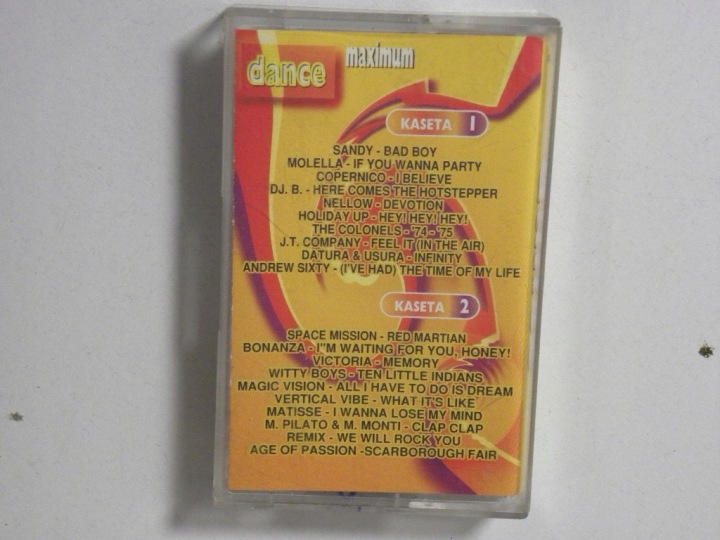 dance maximum
KASETA 1
SANDY - BAD BOY
MOLELLA - IF YOU WANNA PARTY
COPERNICO - I BELIEVE
DJ. B. - HERE COMES THE HOTSTEPPER
NELLOW - DEVOTION
HOLIDAY UP - HEY! HEY! HEY!
THE COLONELS - '74 - '75
J.T. COMPANY - FEEL IT (IN THE AIR)
DATURA & USURA - INFINITY
ANDREW SIXTY - (I'VE HAD) THE TIME OF MY LIFE
KASETA 2
SPACE MISSION - RED MARTIAN
BONANZA - I"M WAITING FOR YOU, HONEY!
VICTORIA - MEMORY
WITTY BOYS - TEN LITTLE INDIANS
MAGIC VISION - ALL I HAVE TO DO IS DREAM
VERTICAL VIBE - WHAT IT'S LIKE
MATISSE - I WANNA LOSE MY MIND
M. PILATO & M. MONTI - CLAP CLAP
REMIX - WE WILL ROCK YOU
AGE OF PASSION -SCARBOROUGH FAIR